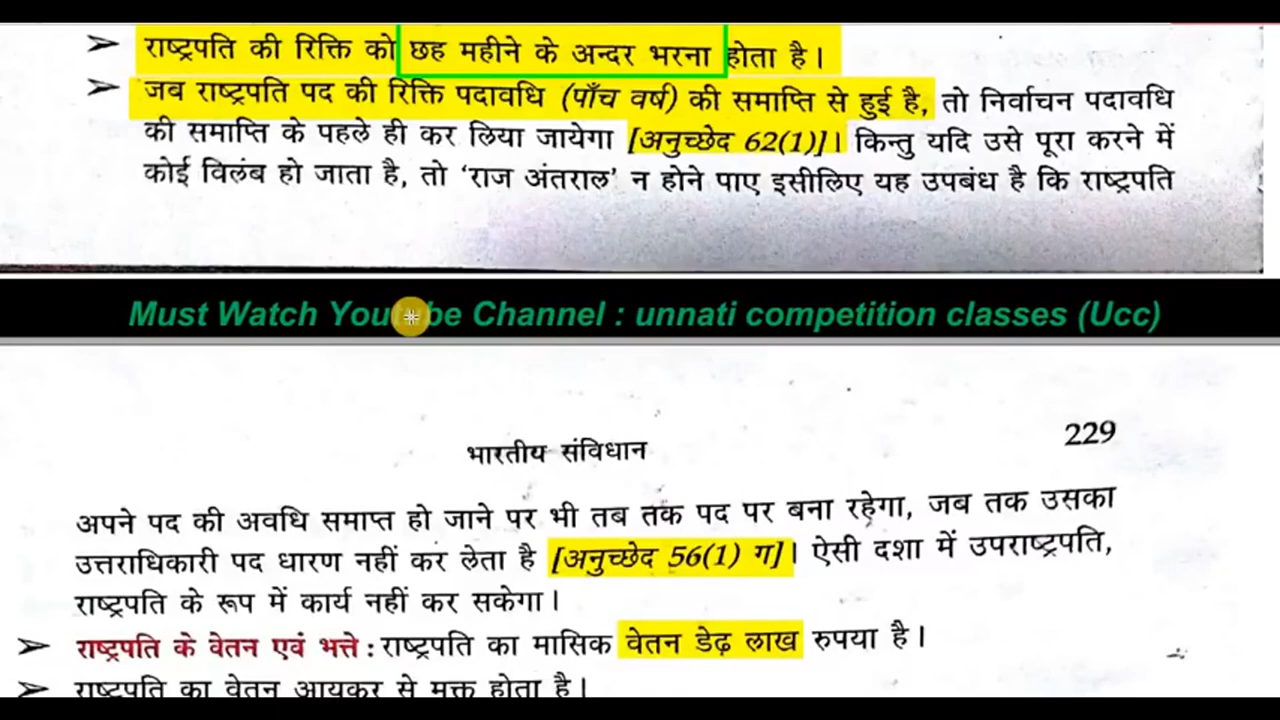 ➤ राष्ट्रपति की रिक्ति को छह महीने के अन्दर भरना होता है।
➤ जब राष्ट्रपति पद की रिक्ति पदावधि (पाँच वर्ष) की समाप्ति से हुई है, तो निर्वाचन पदावधि
की समाप्ति के पहले ही कर लिया जायेगा [अनुच्छेद 62(1)]। किन्तु यदि उसे पूरा करने में
कोई विलंब हो जाता है, तो ‘राज अंतराल’ न होने पाए इसीलिए यह उपबंध है कि राष्ट्रपति
Must Watch Youtube Channel : unnati competition classes (Ucc)
229
भारतीय संविधान
अपने पद की अवधि समाप्त हो जाने पर भी तब तक पद पर बना रहेगा, जब तक उसका
उत्तराधिकारी पद धारण नहीं कर लेता है [अनुच्छेद 56(1) ग]। ऐसी दशा में उपराष्ट्रपति,
राष्ट्रपति के रूप में कार्य नहीं कर सकेगा।
➤ राष्ट्रपति के वेतन एवं भत्ते : राष्ट्रपति का मासिक वेतन डेढ़ लाख रुपया है।
➤ राष्ट्रपति का वेतन आयकर से मुक्त होता है।